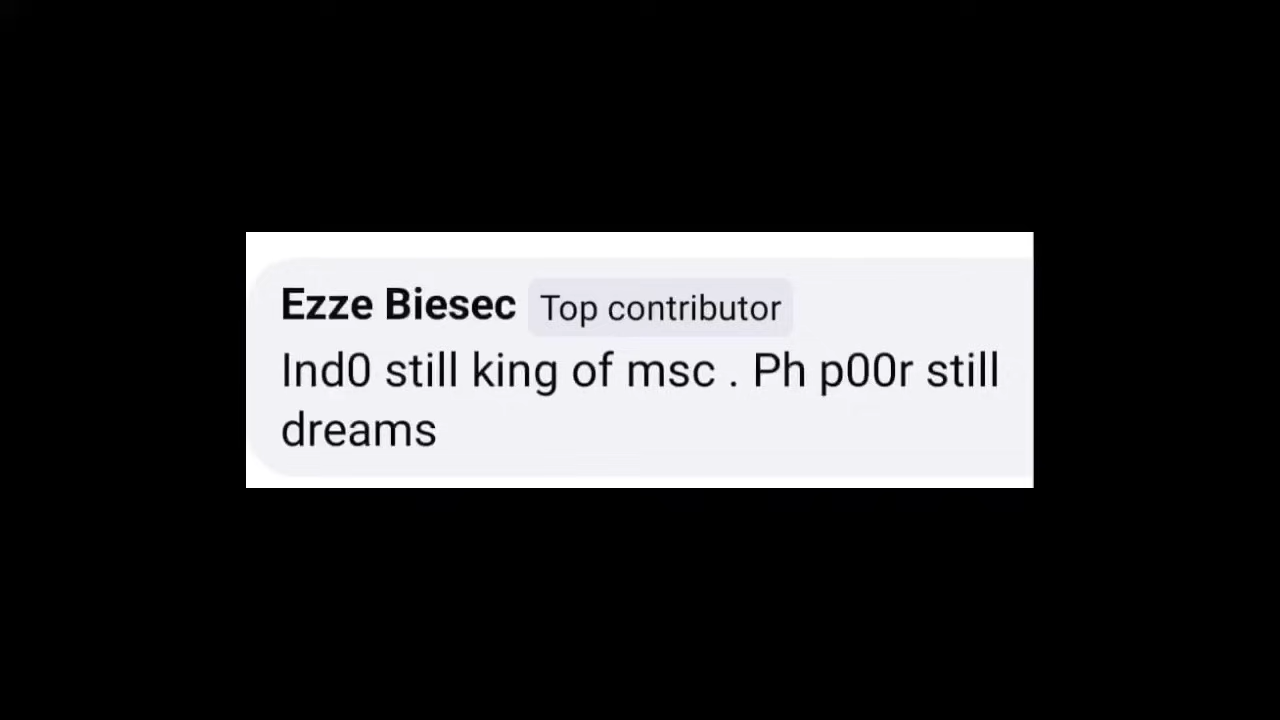 Ezze Biesec Top contributor
Ind0 still king of msc . Ph p00r still
dreams